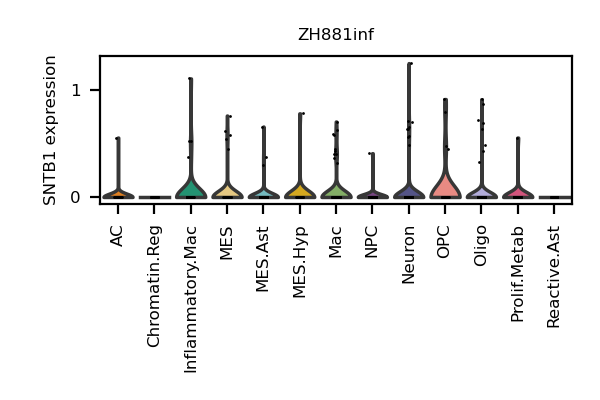 ZH881inf
SNTB1 expression
1
0
AC
Chromatin.Reg
Inflammatory.Mac
MES
MES.Ast
MES.Hyp
Mac
NPC
Neuron
OPC
Oligo
Prolif.Metab
Reactive.Ast